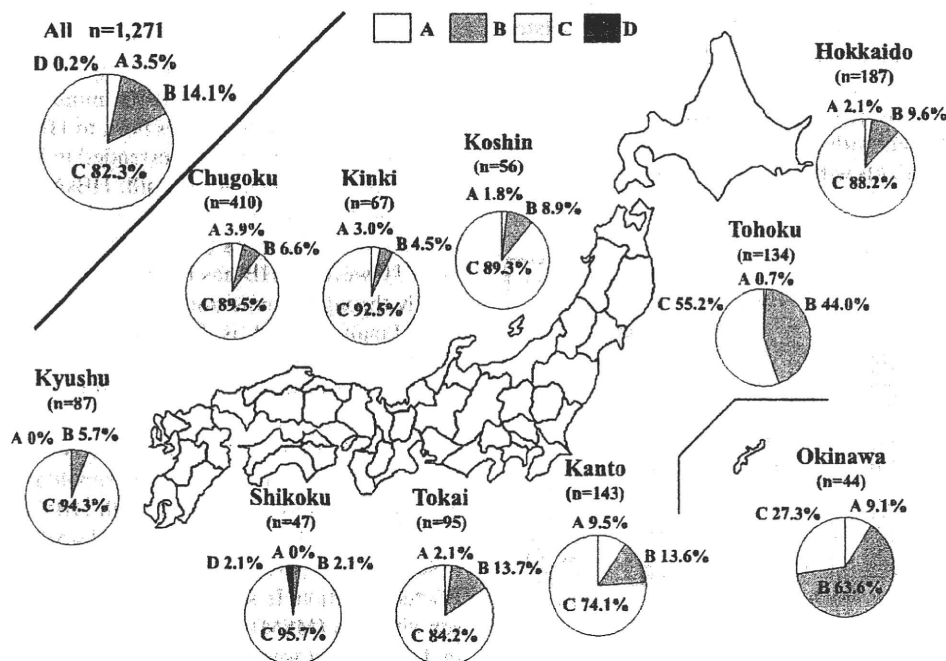 All n=1,271
D 0.2% A 3.5%
B 14.1%
C 82.3%
A B C D
Hokkaido
(n=187)
A 2.1% B 9.6%
C 88.2%
Koshin
(n=56)
A 1.8%
B 8.9%
C 89.3%
Chugoku
(n=410)
A 3.9%
B 6.6%
C 89.5%
Kinki
(n=67)
A 3.0%
B 4.5%
C 92.5%
Tohoku
(n=134)
A 0.7%
C 55.2% B 44.0%
Kyushu
(n=87)
A 0% B 5.7%
C 94.3%
Shikoku
(n=47)
A 0%
D 2.1% B 2.1%
C 95.7%
Tokai
(n=95)
A 2.1%
B 13.7%
C 84.2%
Kanto
(n=143)
A 9.5%
B 13.6%
C 74.1%
Okinawa
(n=44)
C 27.3% A 9.1%
B 63.6%